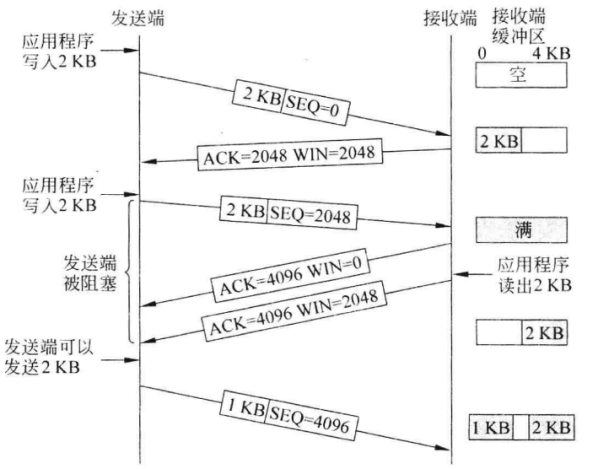 发送端
接收端
接收端
缓冲区
0 4 KB
应用程序
写入2 KB
空
2 KB SEQ=0
2 KB
ACK=2048 WIN=2048
应用程序
写入2 KB
2 KB SEQ=2048
满
发送端
被阻塞
ACK=4096 WIN=0
应用程序
读出2 KB
ACK=4096 WIN=2048
2 KB
发送端可以
发送2 KB
1 KB SEQ=4096
1 KB 2 KB